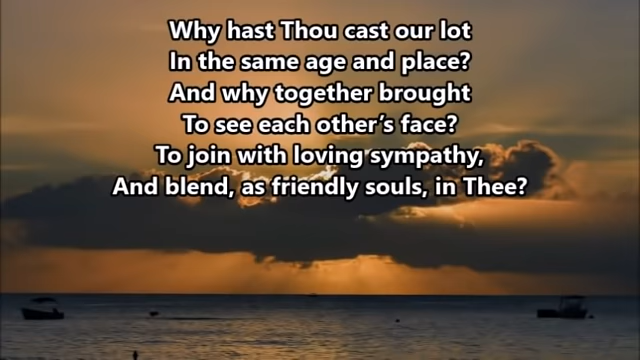 Why hast Thou cast our lot
In the same age and place?
And why together brought
To see each other’s face?
To join with loving sympathy,
And blend, as friendly souls, in Thee?